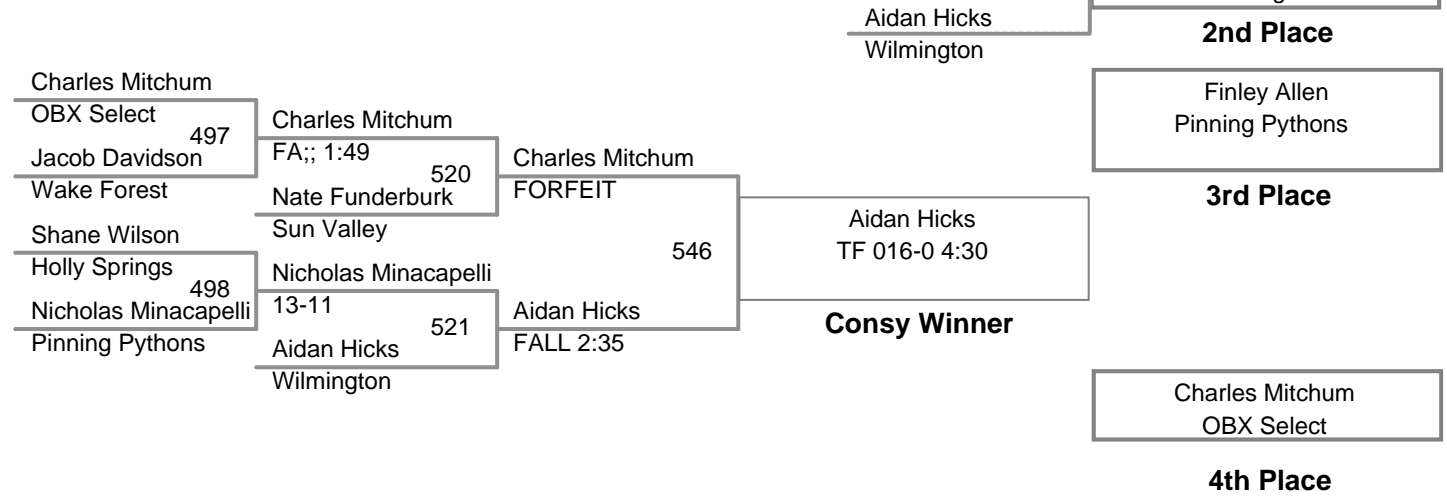 Aidan Hicks
Wilmington
2nd Place
Charles Mitchum
OBX Select
497
Jacob Davidson
Wake Forest
Shane Wilson
Holly Springs
498
Nicholas Minacapelli
Pinning Pythons
Charles Mitchum
FA;; 1:49
520
Nate Funderburk
Sun Valley
Nicholas Minacapelli
13-11
521
Aidan Hicks
Wilmington
Charles Mitchum
FORFEIT
546
Aidan Hicks
FALL 2:35
Aidan Hicks
TF 016-0 4:30
Consy Winner
Finley Allen
Pinning Pythons
3rd Place
Charles Mitchum
OBX Select
4th Place